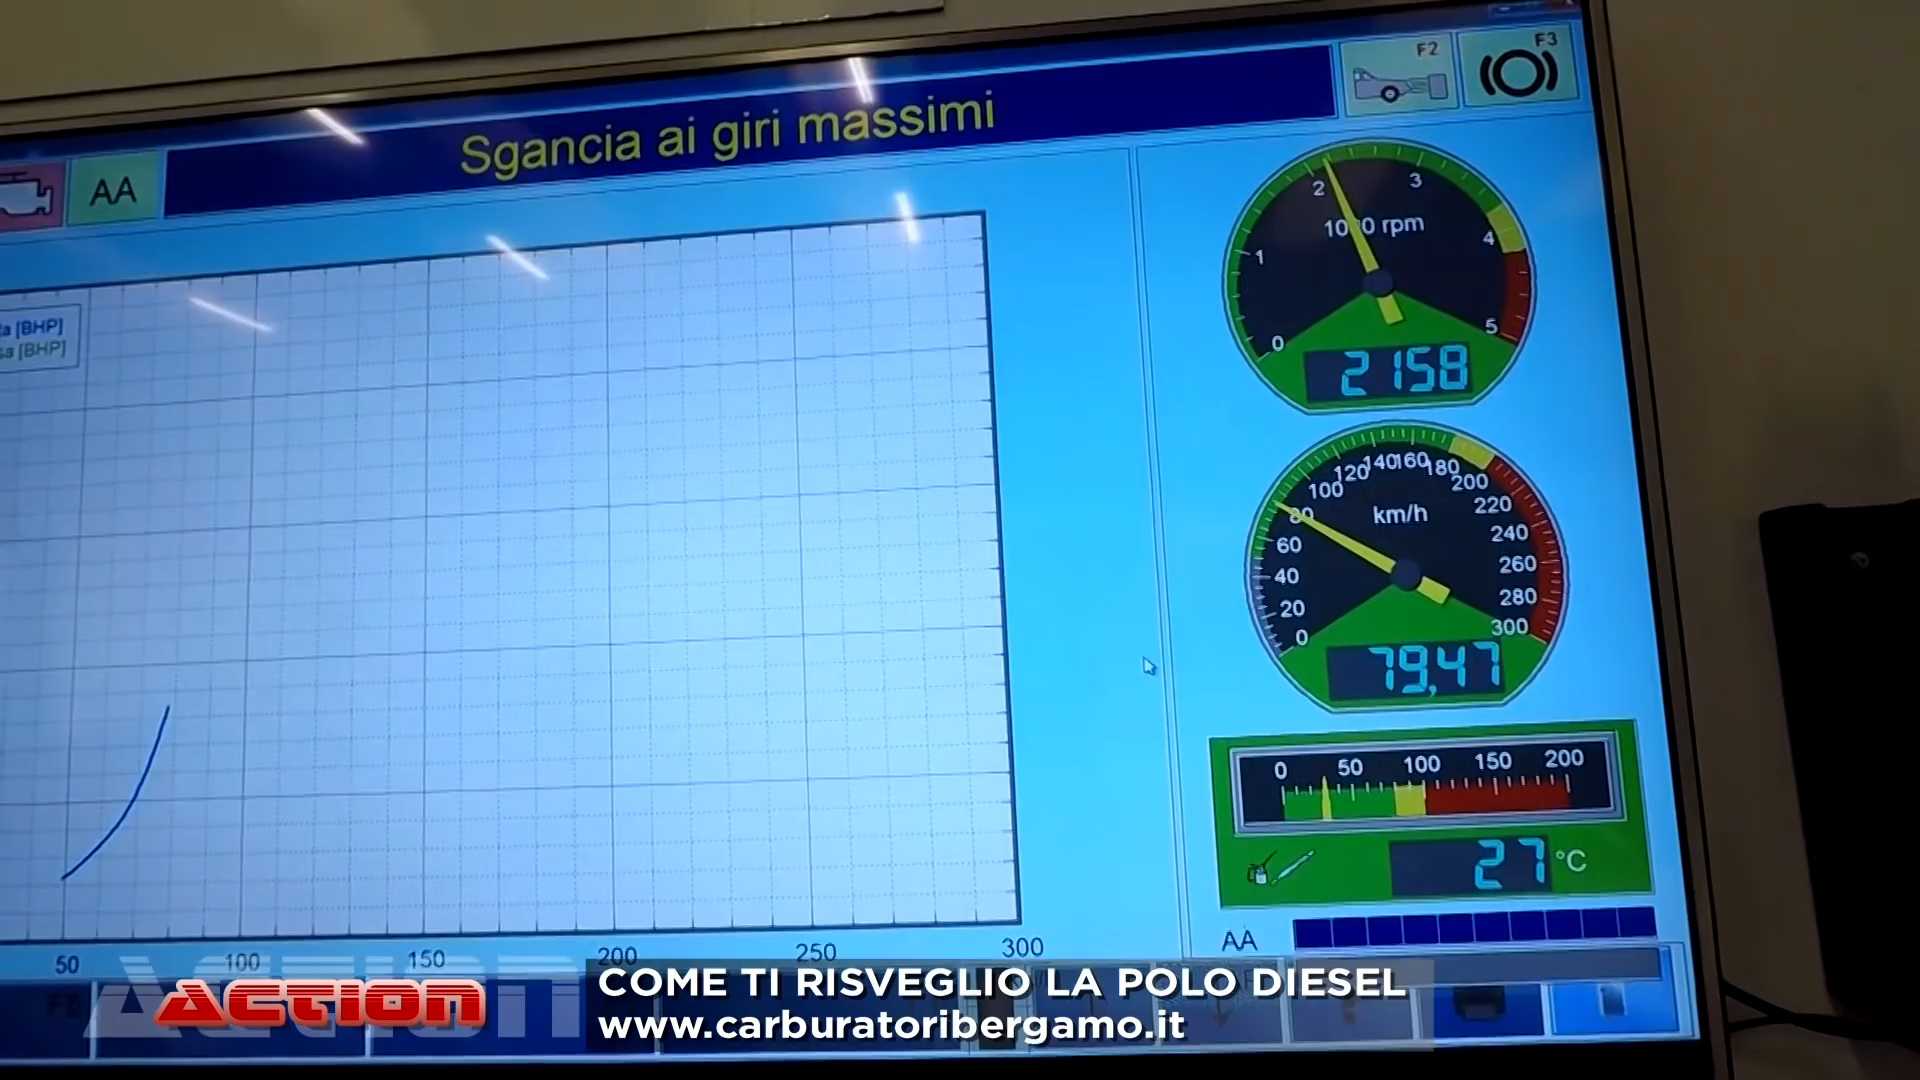 F2
F3
Sgancia ai giri massimi
AA
[BHP]
[BHP]
0 1 2 3 4 5
1000 rpm
2158
0 20 40 60 80 100 120 140 160 180 200 220 240 260 280 300
km/h
79,47
0 50 100 150 200
27 °C
AA
50 100 150 200 250 300
ACTION
ACTION
COME TI RISVEGLIO LA POLO DIESEL
www.carburatoribergamo.it